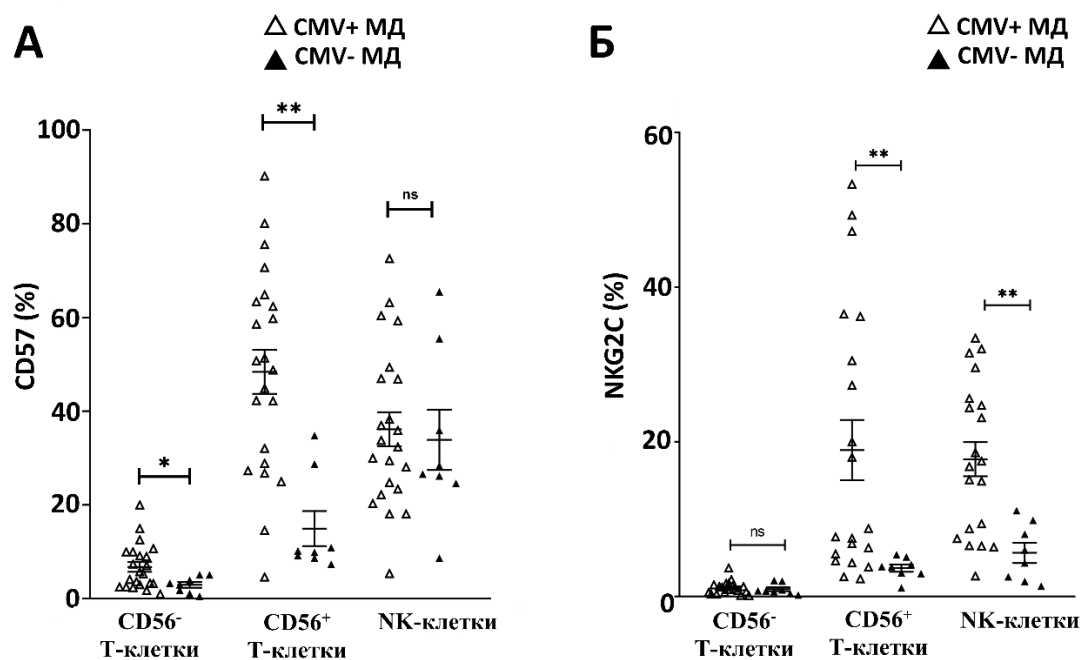 А
△ CMV+ МД
▲ CMV- МД
CD57 (%)
100
80
60
40
20
0
*
**
ns
CD56⁻
Т-клетки
CD56⁺
Т-клетки
NK-клетки
Б
△ CMV+ МД
▲ CMV- МД
NKG2C (%)
60
40
20
0
ns
**
**
CD56⁻
Т-клетки
CD56⁺
Т-клетки
NK-клетки